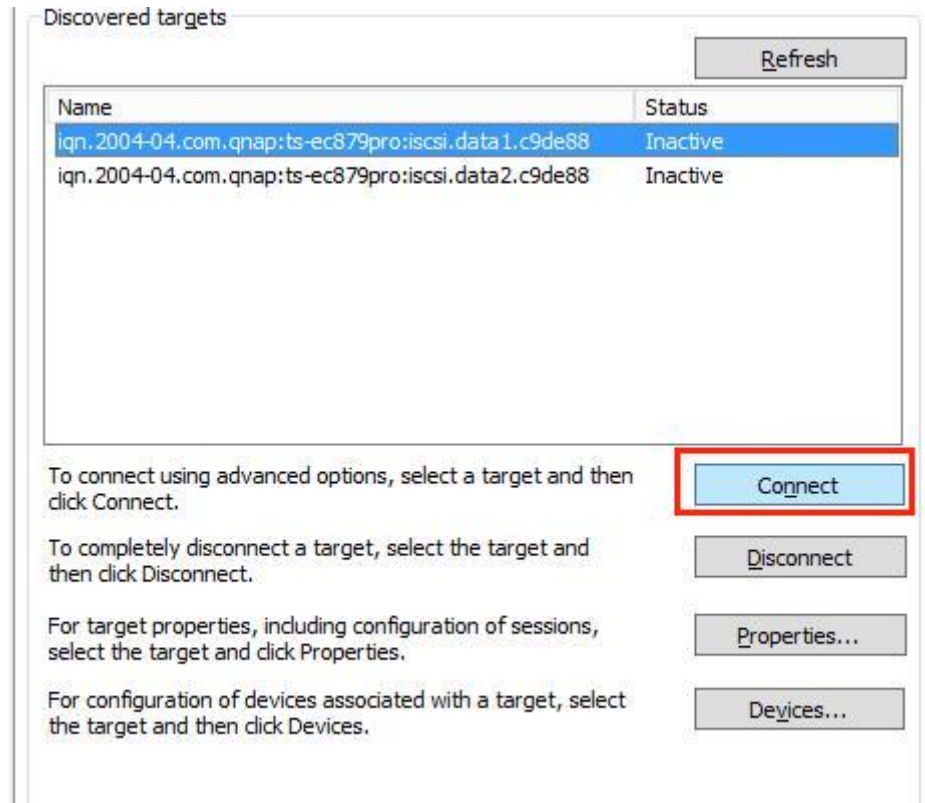 Discovered targets
Refresh
Name Status
iqn.2004-04.com.qnap:ts-ec879pro:iscsi.data1.c9de88 Inactive
iqn.2004-04.com.qnap:ts-ec879pro:iscsi.data2.c9de88 Inactive
To connect using advanced options, select a target and then
click Connect.
Connect
To completely disconnect a target, select the target and
then click Disconnect.
Disconnect
For target properties, including configuration of sessions,
select the target and click Properties.
Properties...
For configuration of devices associated with a target, select
the target and then click Devices.
Devices...